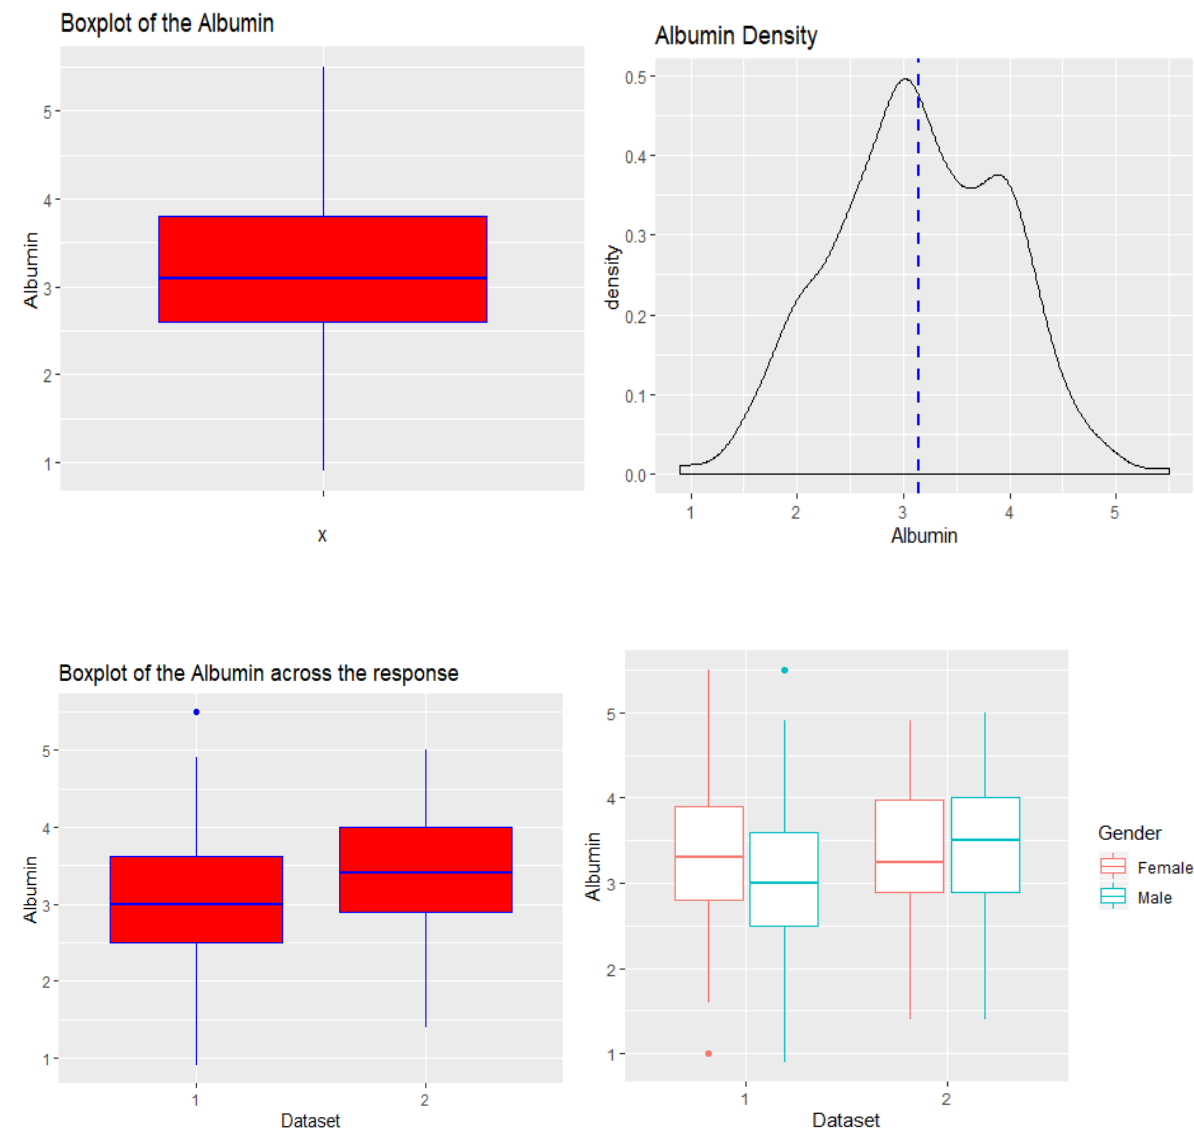 Boxplot of the Albumin
5
4
3
2
1
Albumin
x
Albumin Density
0.5
0.4
0.3
0.2
0.1
0.0
density
1 2 3 4 5
Albumin
Boxplot of the Albumin across the response
5
4
3
2
1
Albumin
1 2
Dataset
5
4
3
2
1
Albumin
1 2
Dataset
Gender
Female
Male